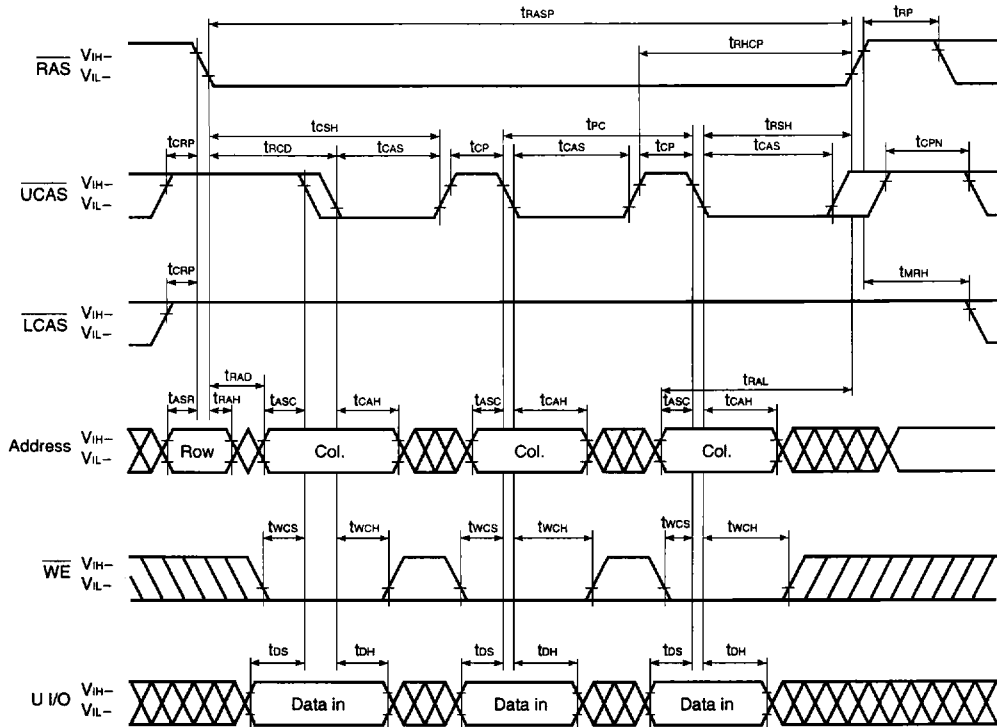 tRASP
tRP
tRHCP
RAS VIH–
VIL–
tCSH
tPC
tRSH
tCRP
tRCD
tCAS
tCP
tCAS
tCP
tCAS
tCPN
UCAS VIH–
VIL–
tCRP
tMRH
LCAS VIH–
VIL–
tRAD
tRAL
tASR
tRAH
tASC
tCAH
tASC
tCAH
tASC
tCAH
Address VIH–
VIL–
Row
Col.
Col.
Col.
tWCS
tWCH
tWCS
tWCH
tWCS
tWCH
WE VIH–
VIL–
tDS
tDH
tDS
tDH
tDS
tDH
U I/O VIH–
VIL–
Data in
Data in
Data in